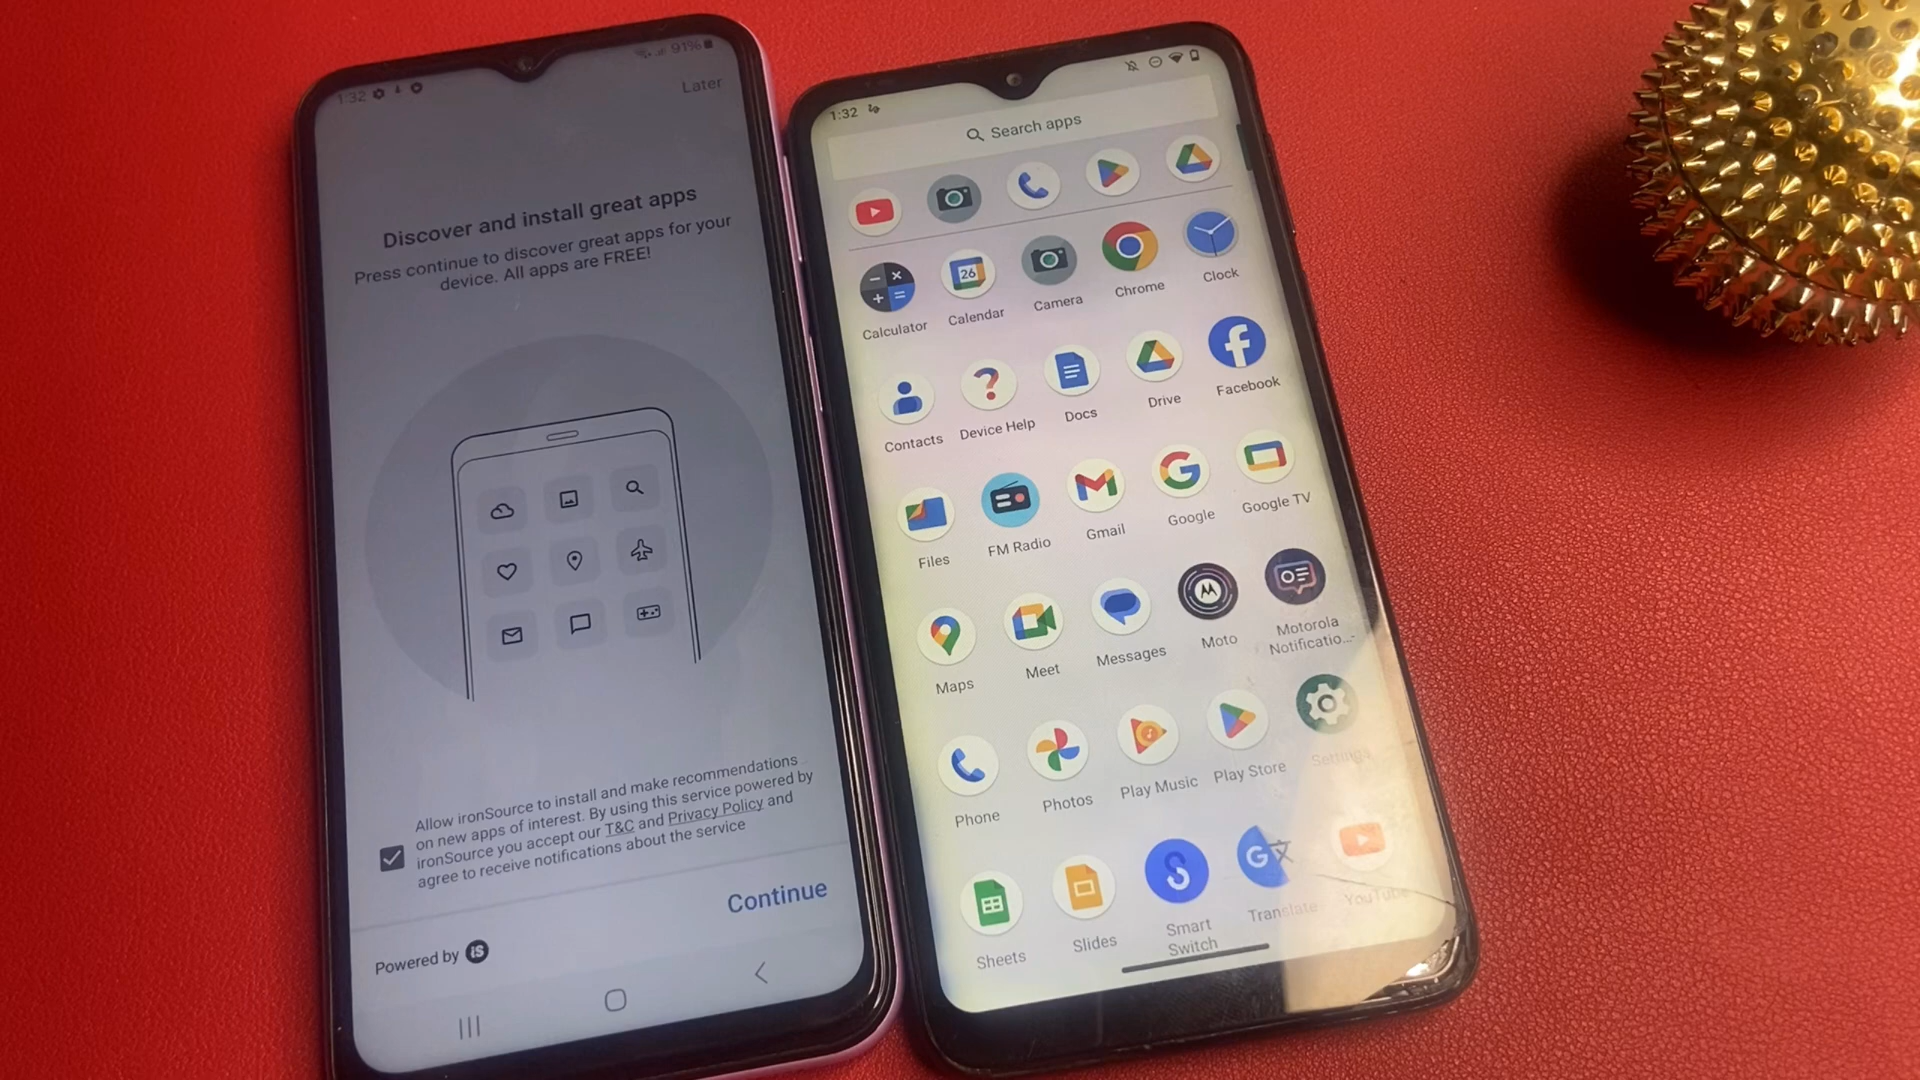 1:32
91%
Later
Discover and install great apps
Press continue to discover great apps for your
device. All apps are FREE!
Allow ironSource to install and make recommendations
on new apps of interest. By using this service powered by
ironSource you accept our T&C and Privacy Policy and
agree to receive notifications about the service
Continue
Powered by iS
1:32
Search apps
26
Calculator
Calendar
Camera
Chrome
Clock
Contacts
Device Help
Docs
Drive
Facebook
Files
FM Radio
Gmail
Google
Google TV
Maps
Meet
Messages
Moto
Motorola
Notificatio...
Phone
Photos
Play Music
Play Store
Settings
Sheets
Slides
Smart
Switch
Translate
YouTube